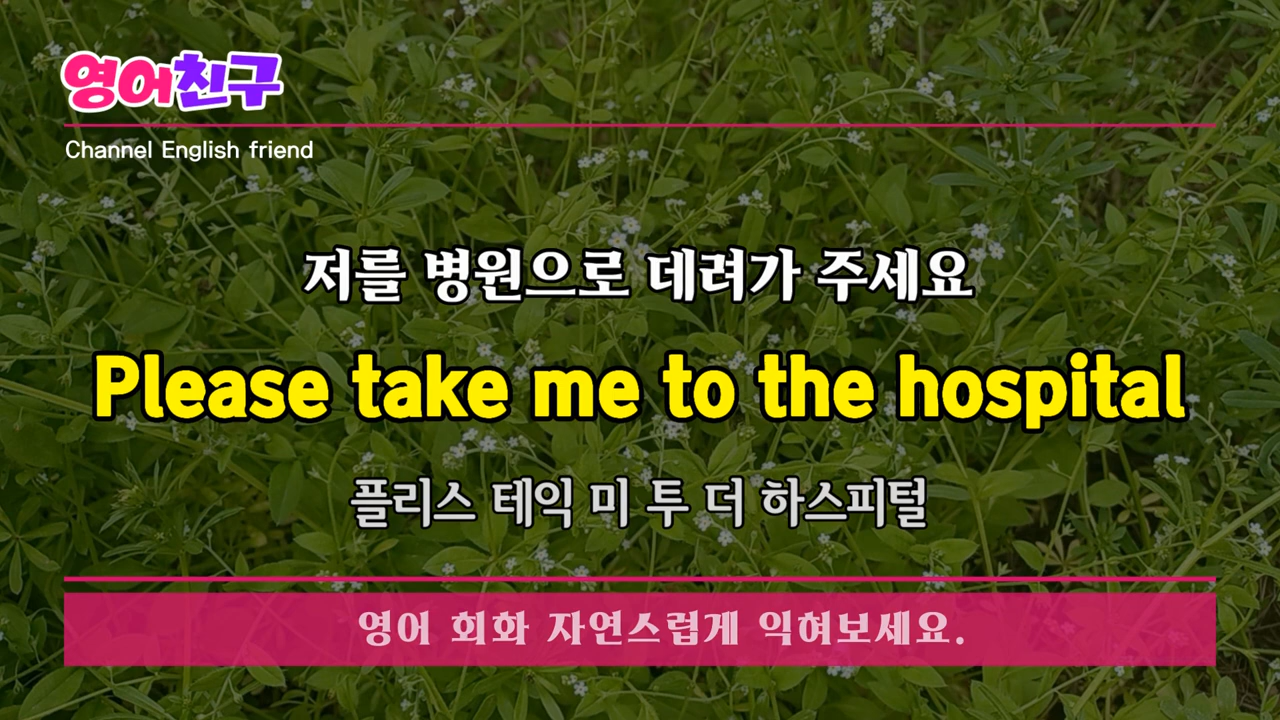 영어친구
Channel English friend
저를 병원으로 데려가 주세요
Please take me to the hospital
플리스 테익 미 투 더 하스피털
영어 회화 자연스럽게 익혀보세요.